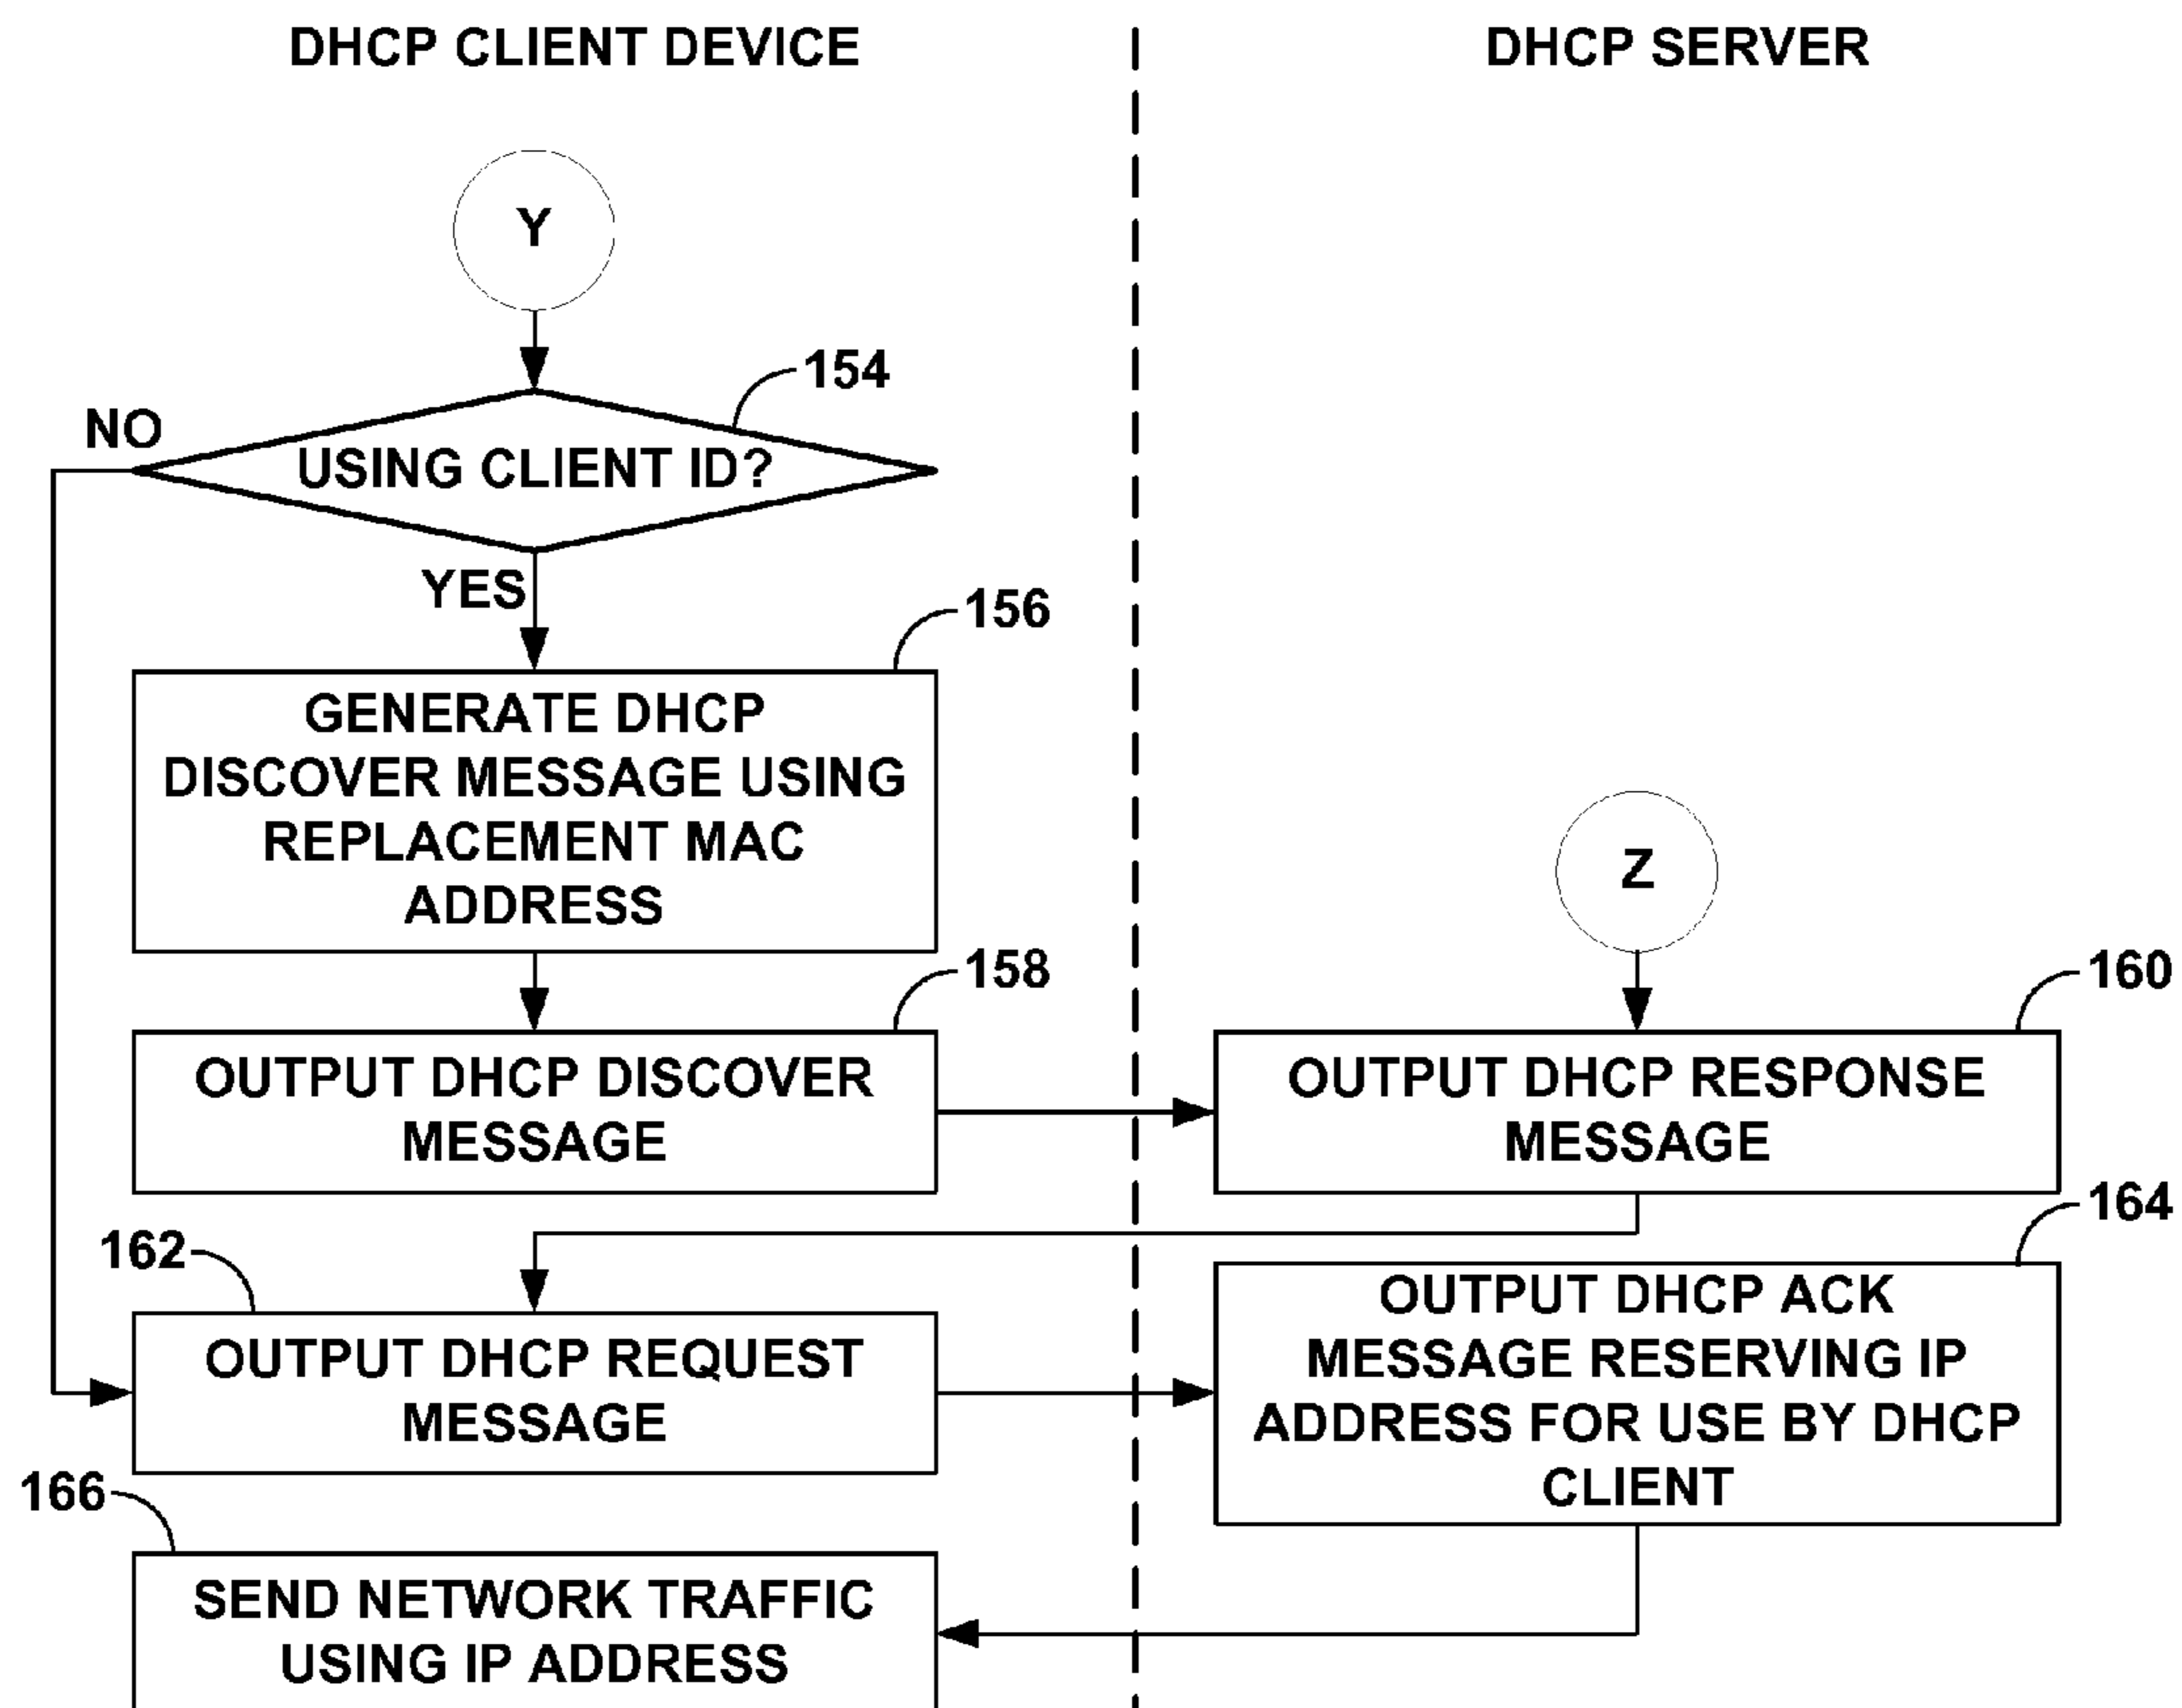 DHCP CLIENT DEVICE
DHCP SERVER
Y
154
NO
USING CLIENT ID?
YES
156
GENERATE DHCP
DISCOVER MESSAGE USING
REPLACEMENT MAC
ADDRESS
Z
158
160
OUTPUT DHCP DISCOVER
MESSAGE
OUTPUT DHCP RESPONSE
MESSAGE
162
164
OUTPUT DHCP REQUEST
MESSAGE
OUTPUT DHCP ACK
MESSAGE RESERVING IP
ADDRESS FOR USE BY DHCP
CLIENT
166
SEND NETWORK TRAFFIC
USING IP ADDRESS